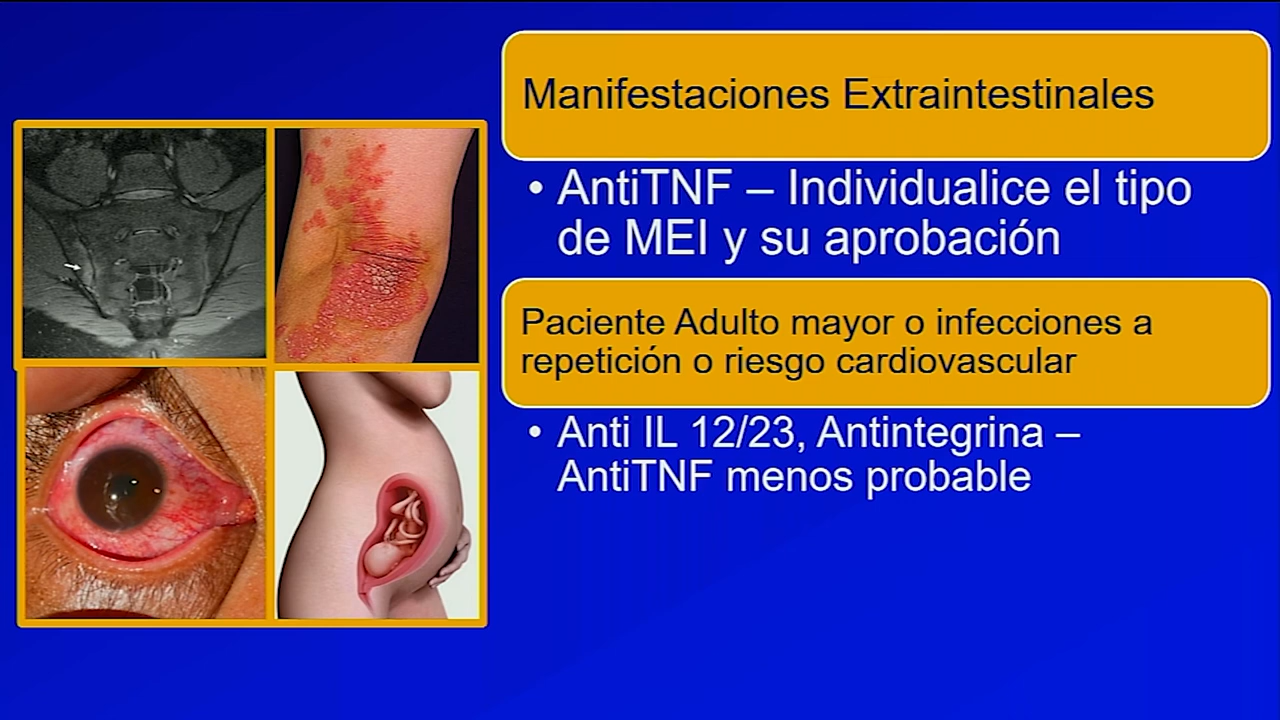 Manifestaciones Extraintestinales
• AntiTNF – Individualice el tipo
de MEI y su aprobación
Paciente Adulto mayor o infecciones a
repetición o riesgo cardiovascular
• Anti IL 12/23, Antintegrina –
AntiTNF menos probable